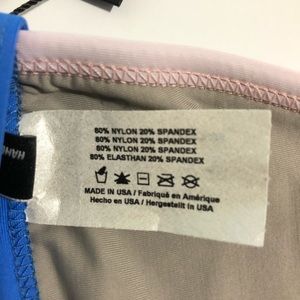 80% NYLON 20% SPANDEX
80% NYLON 20% SPANDEX
80% NYLON 20% SPANDEX
80% ELASTHAN 20% SPANDEX
MADE IN USA / Fabriqué en Amérique
Hecho en USA / Hergestellt in USA